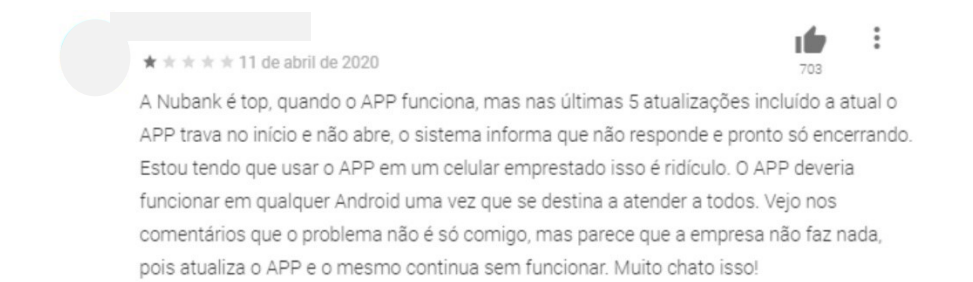 703
★★★★★ 11 de abril de 2020
A Nubank é top, quando o APP funciona, mas nas últimas 5 atualizações incluído a atual o
APP trava no início e não abre, o sistema informa que não responde e pronto só encerrando.
Estou tendo que usar o APP em um celular emprestado isso é ridículo. O APP deveria
funcionar em qualquer Android uma vez que se destina a atender a todos. Vejo nos
comentários que o problema não é só comigo, mas parece que a empresa não faz nada,
pois atualiza o APP e o mesmo continua sem funcionar. Muito chato isso!